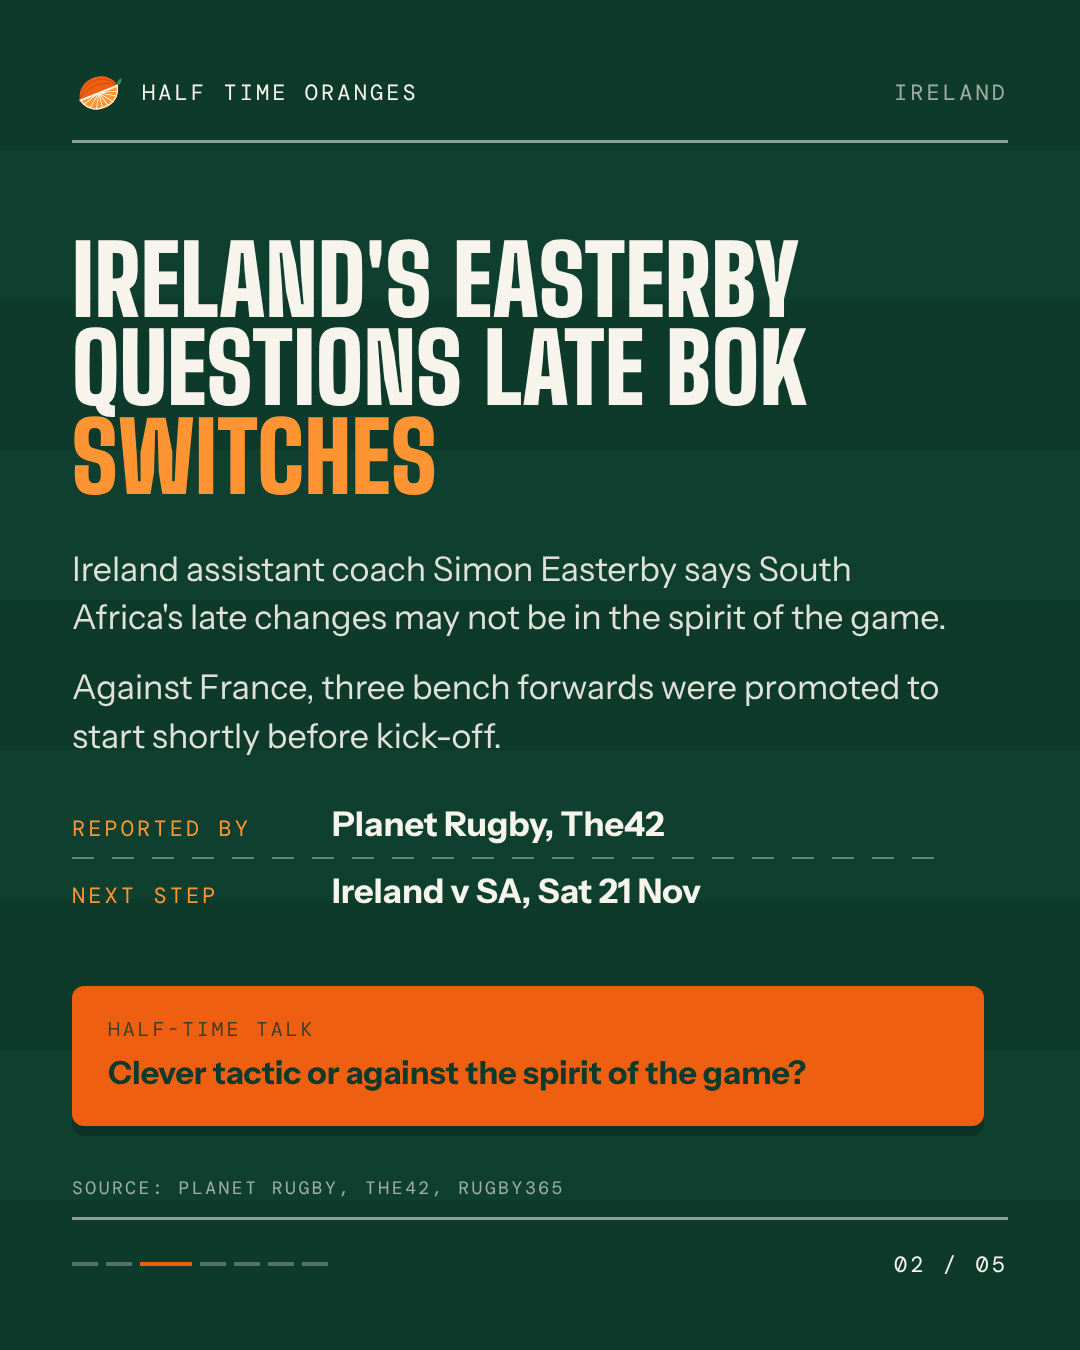 HALF TIME ORANGES
IRELAND
IRELAND'S EASTERBY
QUESTIONS LATE BOK
SWITCHES
Ireland assistant coach Simon Easterby says South
Africa's late changes may not be in the spirit of the game.
Against France, three bench forwards were promoted to
start shortly before kick-off.
REPORTED BY
Planet Rugby, The42
NEXT STEP
Ireland v SA, Sat 21 Nov
HALF-TIME TALK
Clever tactic or against the spirit of the game?
SOURCE: PLANET RUGBY, THE42, RUGBY365
02 / 05